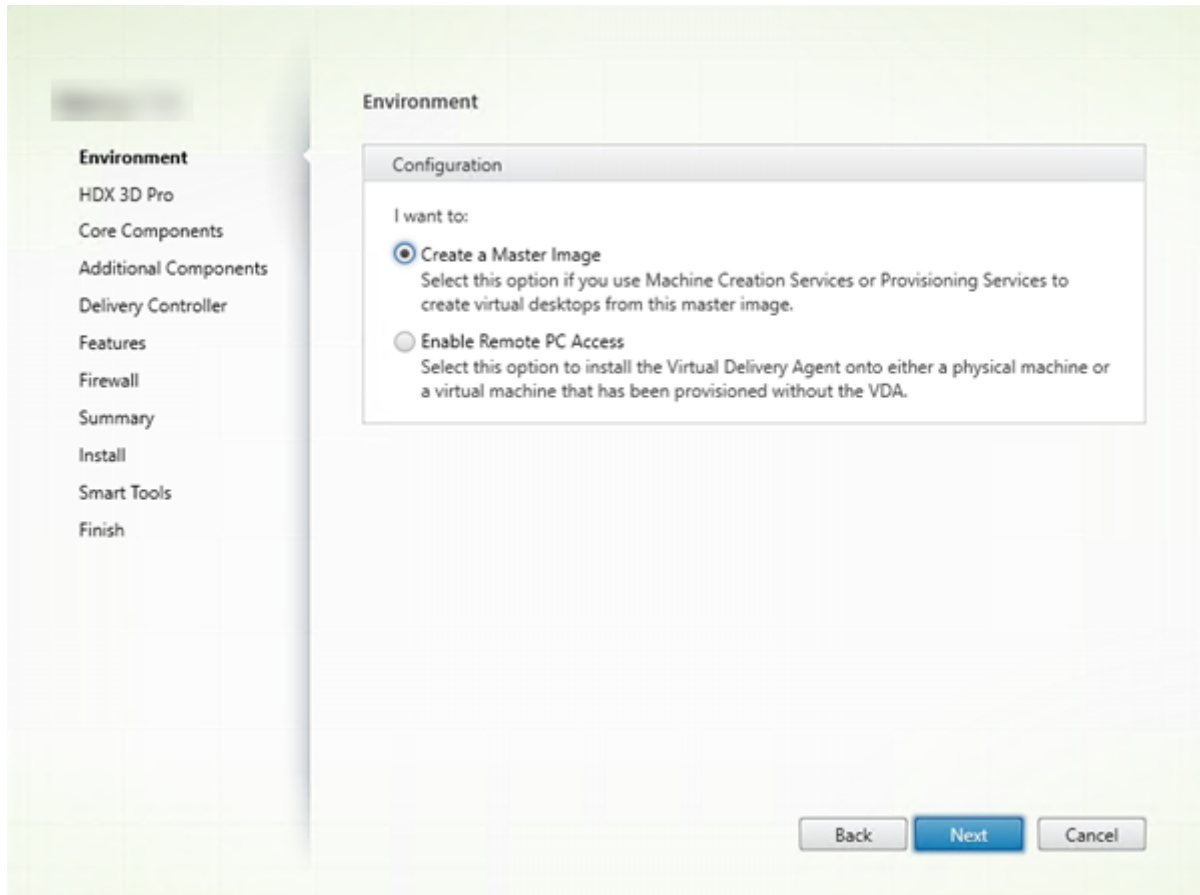 Environment
HDX 3D Pro
Core Components
Additional Components
Delivery Controller
Features
Firewall
Summary
Install
Smart Tools
Finish
Environment
Configuration
I want to:
Create a Master Image
Select this option if you use Machine Creation Services or Provisioning Services to
create virtual desktops from this master image.
Enable Remote PC Access
Select this option to install the Virtual Delivery Agent onto either a physical machine or
a virtual machine that has been provisioned without the VDA.
Back
Next
Cancel